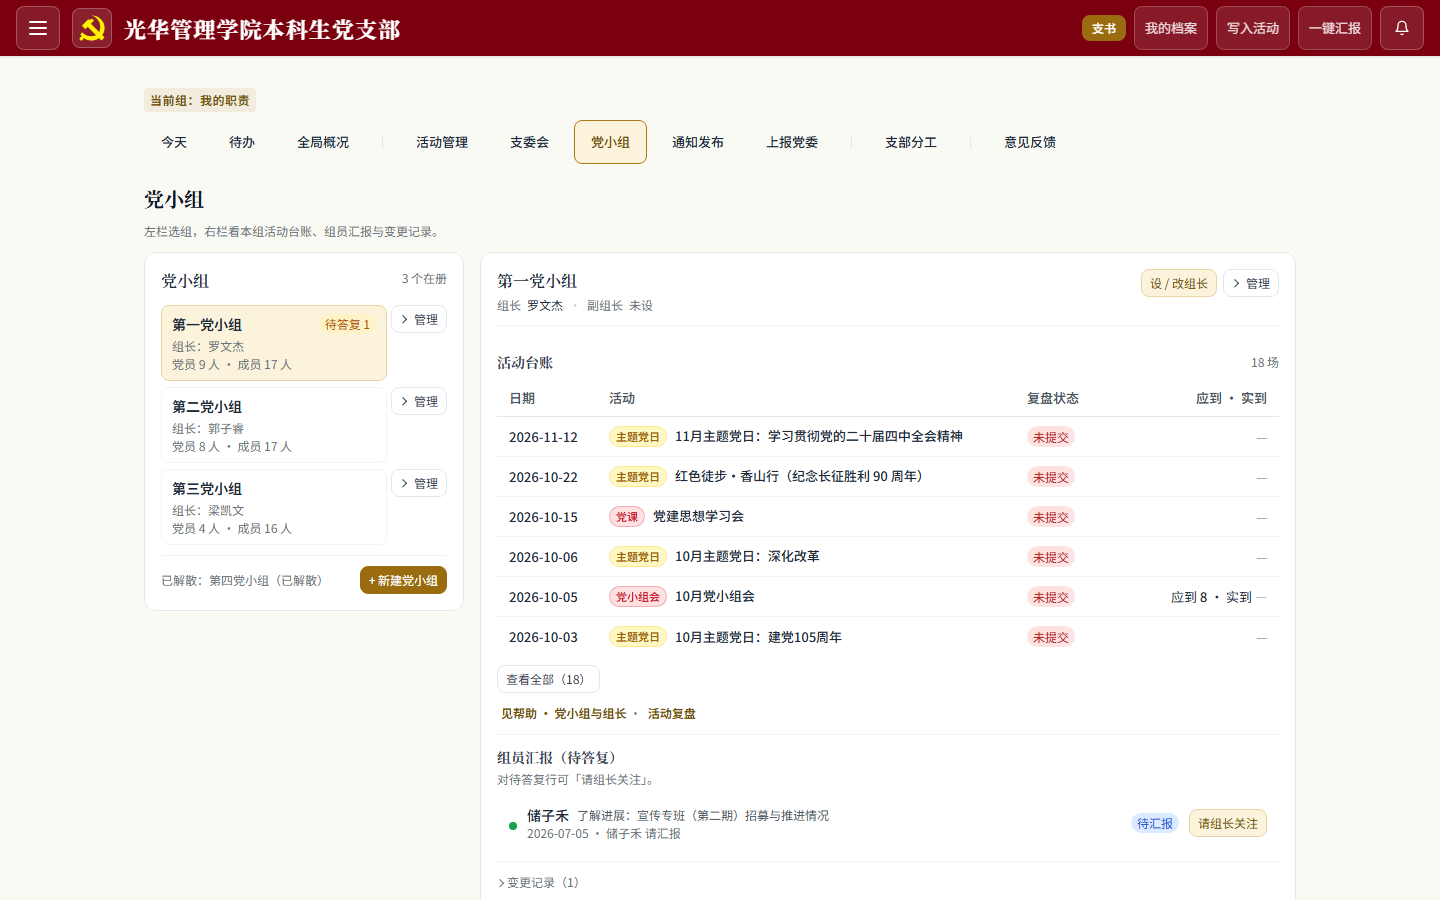 光华管理学院本科生党支部
支书 我的档案 写入活动 一键汇报
当前组：我的职责
今天 待办 全局概况 活动管理 支委会 党小组 通知发布 上报党委 支部分工 意见反馈
党小组
左栏选组，右栏看本组活动台账、组员汇报与变更记录。
党小组 3 个在册
第一党小组 待答复 1 管理
组长：罗文杰
党员 9 人 · 成员 17 人
第二党小组 管理
组长：郭子睿
党员 8 人 · 成员 17 人
第三党小组 管理
组长：梁凯文
党员 4 人 · 成员 16 人
已解散：第四党小组（已解散） + 新建党小组
第一党小组 设 / 改组长 管理
组长 罗文杰 · 副组长 未设
活动台账 18 场
日期 活动 复盘状态 应到 · 实到
2026-11-12 主题党日 11月主题党日：学习贯彻党的二十届四中全会精神 未提交 —
2026-10-22 主题党日 红色徒步·香山行（纪念长征胜利 90 周年） 未提交 —
2026-10-15 党课 党建思想学习会 未提交 —
2026-10-06 主题党日 10月主题党日：深化改革 未提交 —
2026-10-05 党小组会 10月党小组会 未提交 应到 8 · 实到 —
2026-10-03 主题党日 10月主题党日：建党105周年 未提交 —
查看全部（18）
见帮助 · 党小组与组长 · 活动复盘
组员汇报（待答复）
对待答复行可「请组长关注」。
储子禾 了解进展：宣传专班（第二期）招募与推进情况 待汇报 请组长关注
2026-07-05 · 储子禾 请汇报
变更记录（1）